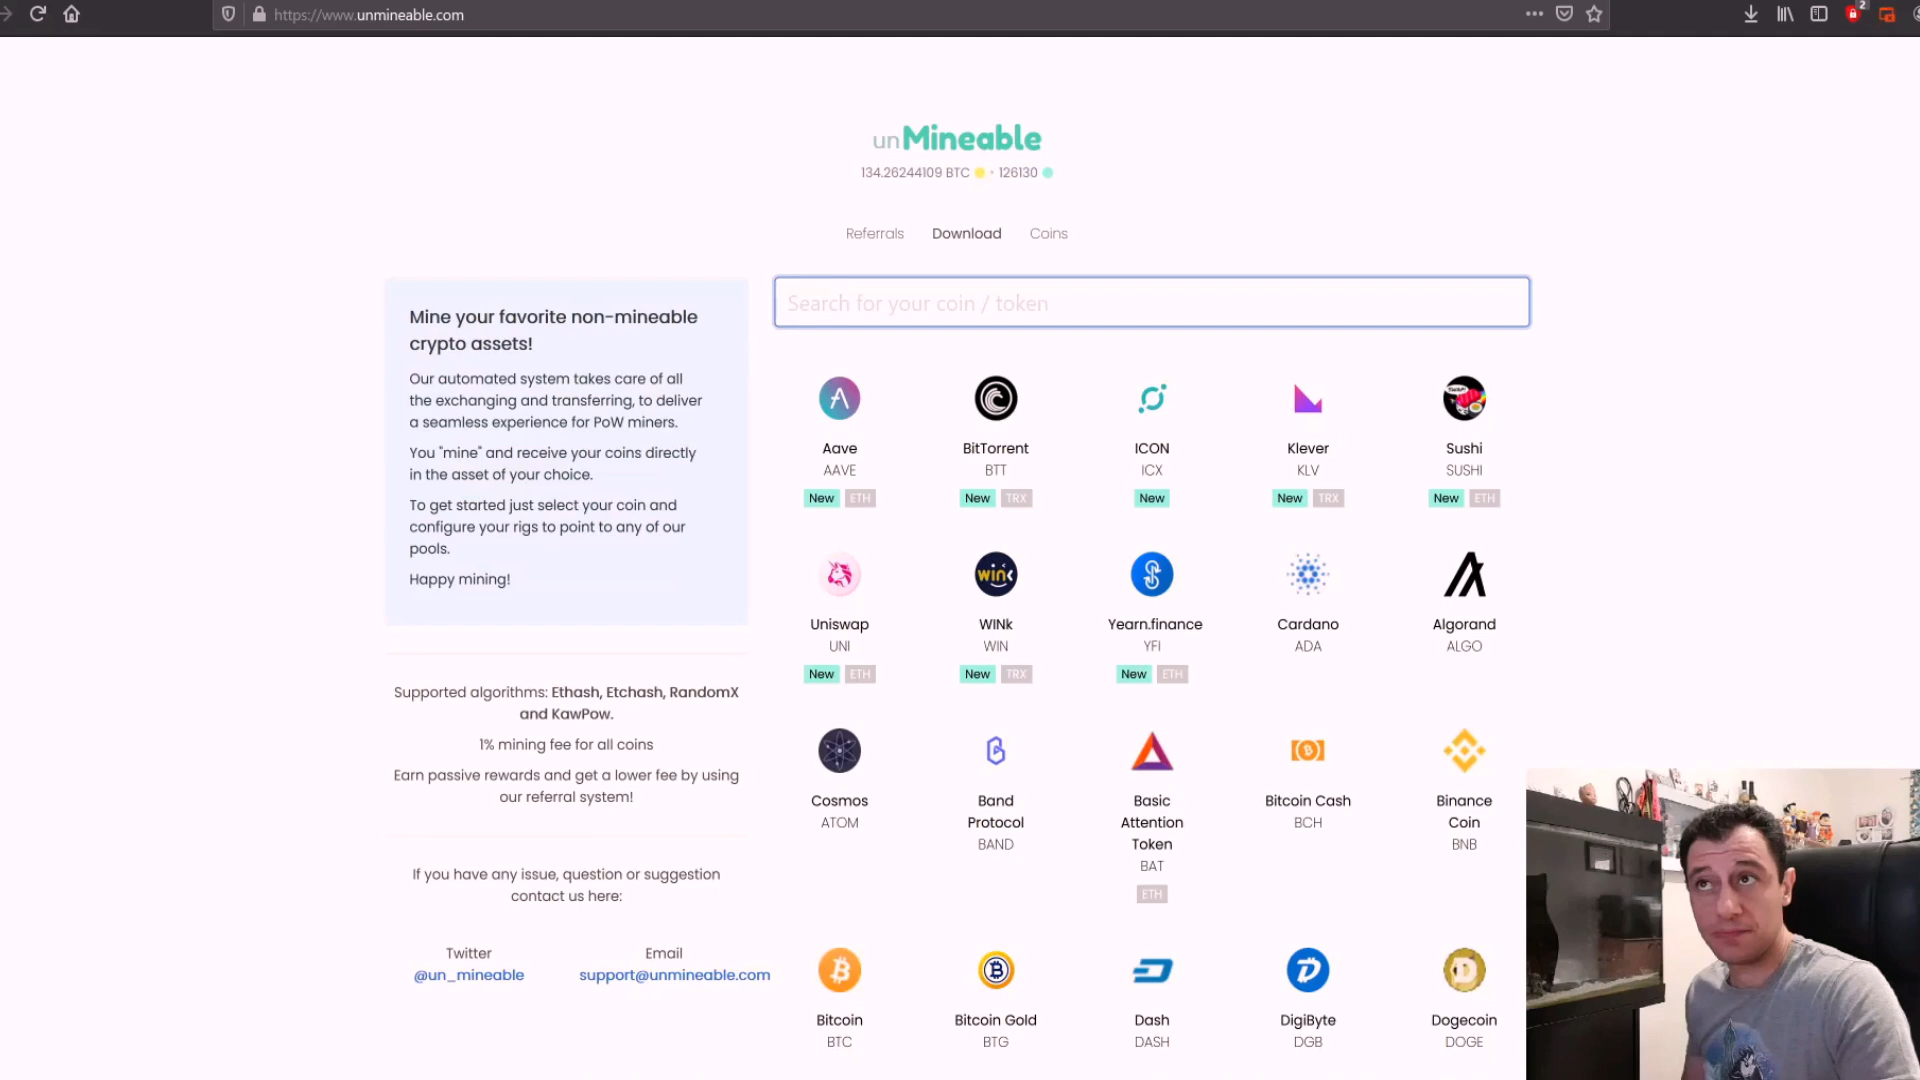 https://www.unmineable.com
2
unMineable
134.26244109 BTC • 126130
Referrals Download Coins
Mine your favorite non-mineable
crypto assets!
Our automated system takes care of all
the exchanging and transferring, to deliver
a seamless experience for PoW miners.
You "mine" and receive your coins directly
in the asset of your choice.
To get started just select your coin and
configure your rigs to point to any of our
pools.
Happy mining!
Supported algorithms: Ethash, Etchash, RandomX
and KawPow.
1% mining fee for all coins
Earn passive rewards and get a lower fee by using
our referral system!
If you have any issue, question or suggestion
contact us here:
Twitter Email
@un_mineable support@unmineable.com
Search for your coin / token
Aave BitTorrent ICON Klever Sushi
AAVE BTT ICX KLV SUSHI
New ETH New TRX New New TRX New ETH
WIN
Uniswap WINk Yearn.finance Cardano Algorand
UNI WIN YFI ADA ALGO
New ETH New TRX New ETH
Cosmos Band Basic Bitcoin Cash Binance
ATOM Protocol Attention BCH Coin
BAND Token BNB
BAT
ETH
Bitcoin Bitcoin Gold Dash DigiByte Dogecoin
BTC BTG DASH DGB DOGE